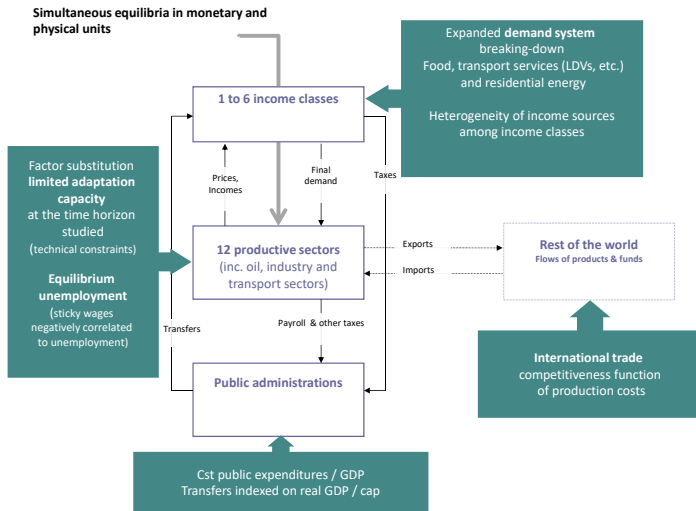 Simultaneous equilibria in monetary and
physical units
Expanded demand system
breaking-down
Food, transport services (LDVs, etc.)
and residential energy
Heterogeneity of income sources
among income classes
1 to 6 income classes
Factor substitution
limited adaptation
capacity
at the time horizon
studied
(technical constraints)
Equilibrium
unemployment
(sticky wages
negatively correlated
to unemployment)
Prices,
Incomes
Final
demand
Taxes
12 productive sectors
(inc. oil, industry and
transport sectors)
Exports
Imports
Rest of the world
Flows of products & funds
Transfers
Payroll & other taxes
Public administrations
International trade
competitiveness function
of production costs
Cst public expenditures / GDP
Transfers indexed on real GDP / cap